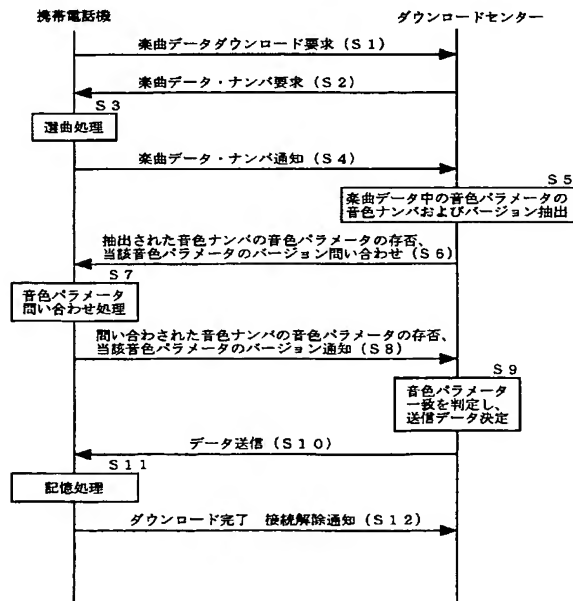 携帯電話機
ダウンロードセンター
楽曲データダウンロード要求（Ｓ１）
楽曲データ・ナンバ要求（Ｓ２）
Ｓ３
選曲処理
楽曲データ・ナンバ通知（Ｓ４）
Ｓ５
楽曲データ中の音色パラメータの
音色ナンバおよびバージョン抽出
抽出された音色ナンバの音色パラメータの存否、
当該音色パラメータのバージョン問い合わせ（Ｓ６）
Ｓ７
音色パラメータ
問い合わせ処理
問い合わされた音色ナンバの音色パラメータの存否、
当該音色パラメータのバージョン通知（Ｓ８）
Ｓ９
音色パラメータ
一致を判定し、
送信データ決定
データ送信（Ｓ１０）
Ｓ１１
記憶処理
ダウンロード完了　接続解除通知（Ｓ１２）